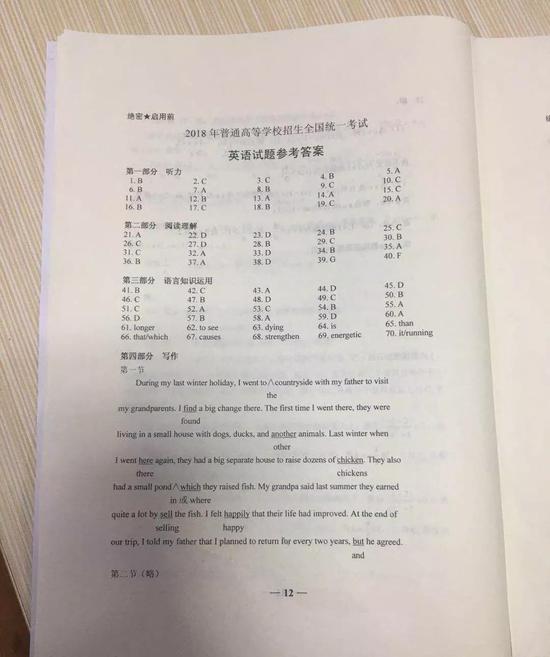 绝密★启用前
2018 年普通高等学校招生全国统一考试
英语试题参考答案
第一部分 听力
1. B 2. C 3. C 4. B 5. A
6. B 7. A 8. B 9. C 10. C
11. A 12. B 13. A 14. A 15. C
16. B 17. C 18. B 19. C 20. A
第二部分 阅读理解
21. A 22. D 23. D 24. B 25. C
26. C 27. D 28. B 29. C 30. B
31. C 32. A 33. D 34. B 35. A
36. B 37. A 38. D 39. G 40. F
第三部分 语言知识运用
41. B 42. C 43. A 44. D 45. D
46. C 47. B 48. D 49. C 50. B
51. C 52. A 53. C 54. B 55. A
56. D 57. B 58. A 59. D 60. A
61. longer 62. to see 63. dying 64. is 65. than
66. that/which 67. causes 68. strengthen 69. energetic 70. it/running
第四部分 写作
第一节
During my last winter holiday, I went to∧countryside with my father to visit
the
my grandparents. I find a big change there. The first time I went there, they were
found
living in a small house with dogs, ducks, and another animals. Last winter when
other
I went here again, they had a big separate house to raise dozens of chicken. They also
there chickens
had a small pond∧which they raised fish. My grandpa said last summer they earned
in 或 where
quite a lot by sell the fish. I felt happily that their life had improved. At the end of
selling happy
our trip, I told my father that I planned to return for every two years, but he agreed.
and
第二节（略）
— 12 —